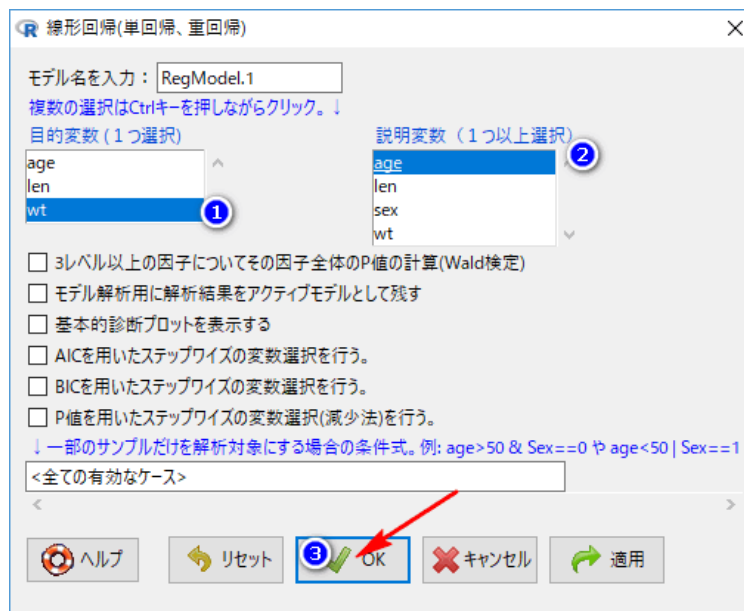 線形回帰(単回帰、重回帰)
モデル名を入力： RegModel.1
複数の選択はCtrlキーを押しながらクリック。↓
目的変数 (１つ選択)
age
len
wt
1
説明変数 （１つ以上選択)
2
age
len
sex
wt
3レベル以上の因子についてその因子全体のP値の計算(Wald検定)
モデル解析用に解析結果をアクティブモデルとして残す
基本的診断プロットを表示する
AICを用いたステップワイズの変数選択を行う。
BICを用いたステップワイズの変数選択を行う。
P値を用いたステップワイズの変数選択(減少法)を行う。
↓一部のサンプルだけを解析対象にする場合の条件式。例: age>50 & Sex==0 や age<50 | Sex==1
<全ての有効なケース>
ヘルプ
リセット
3 OK
キャンセル
適用